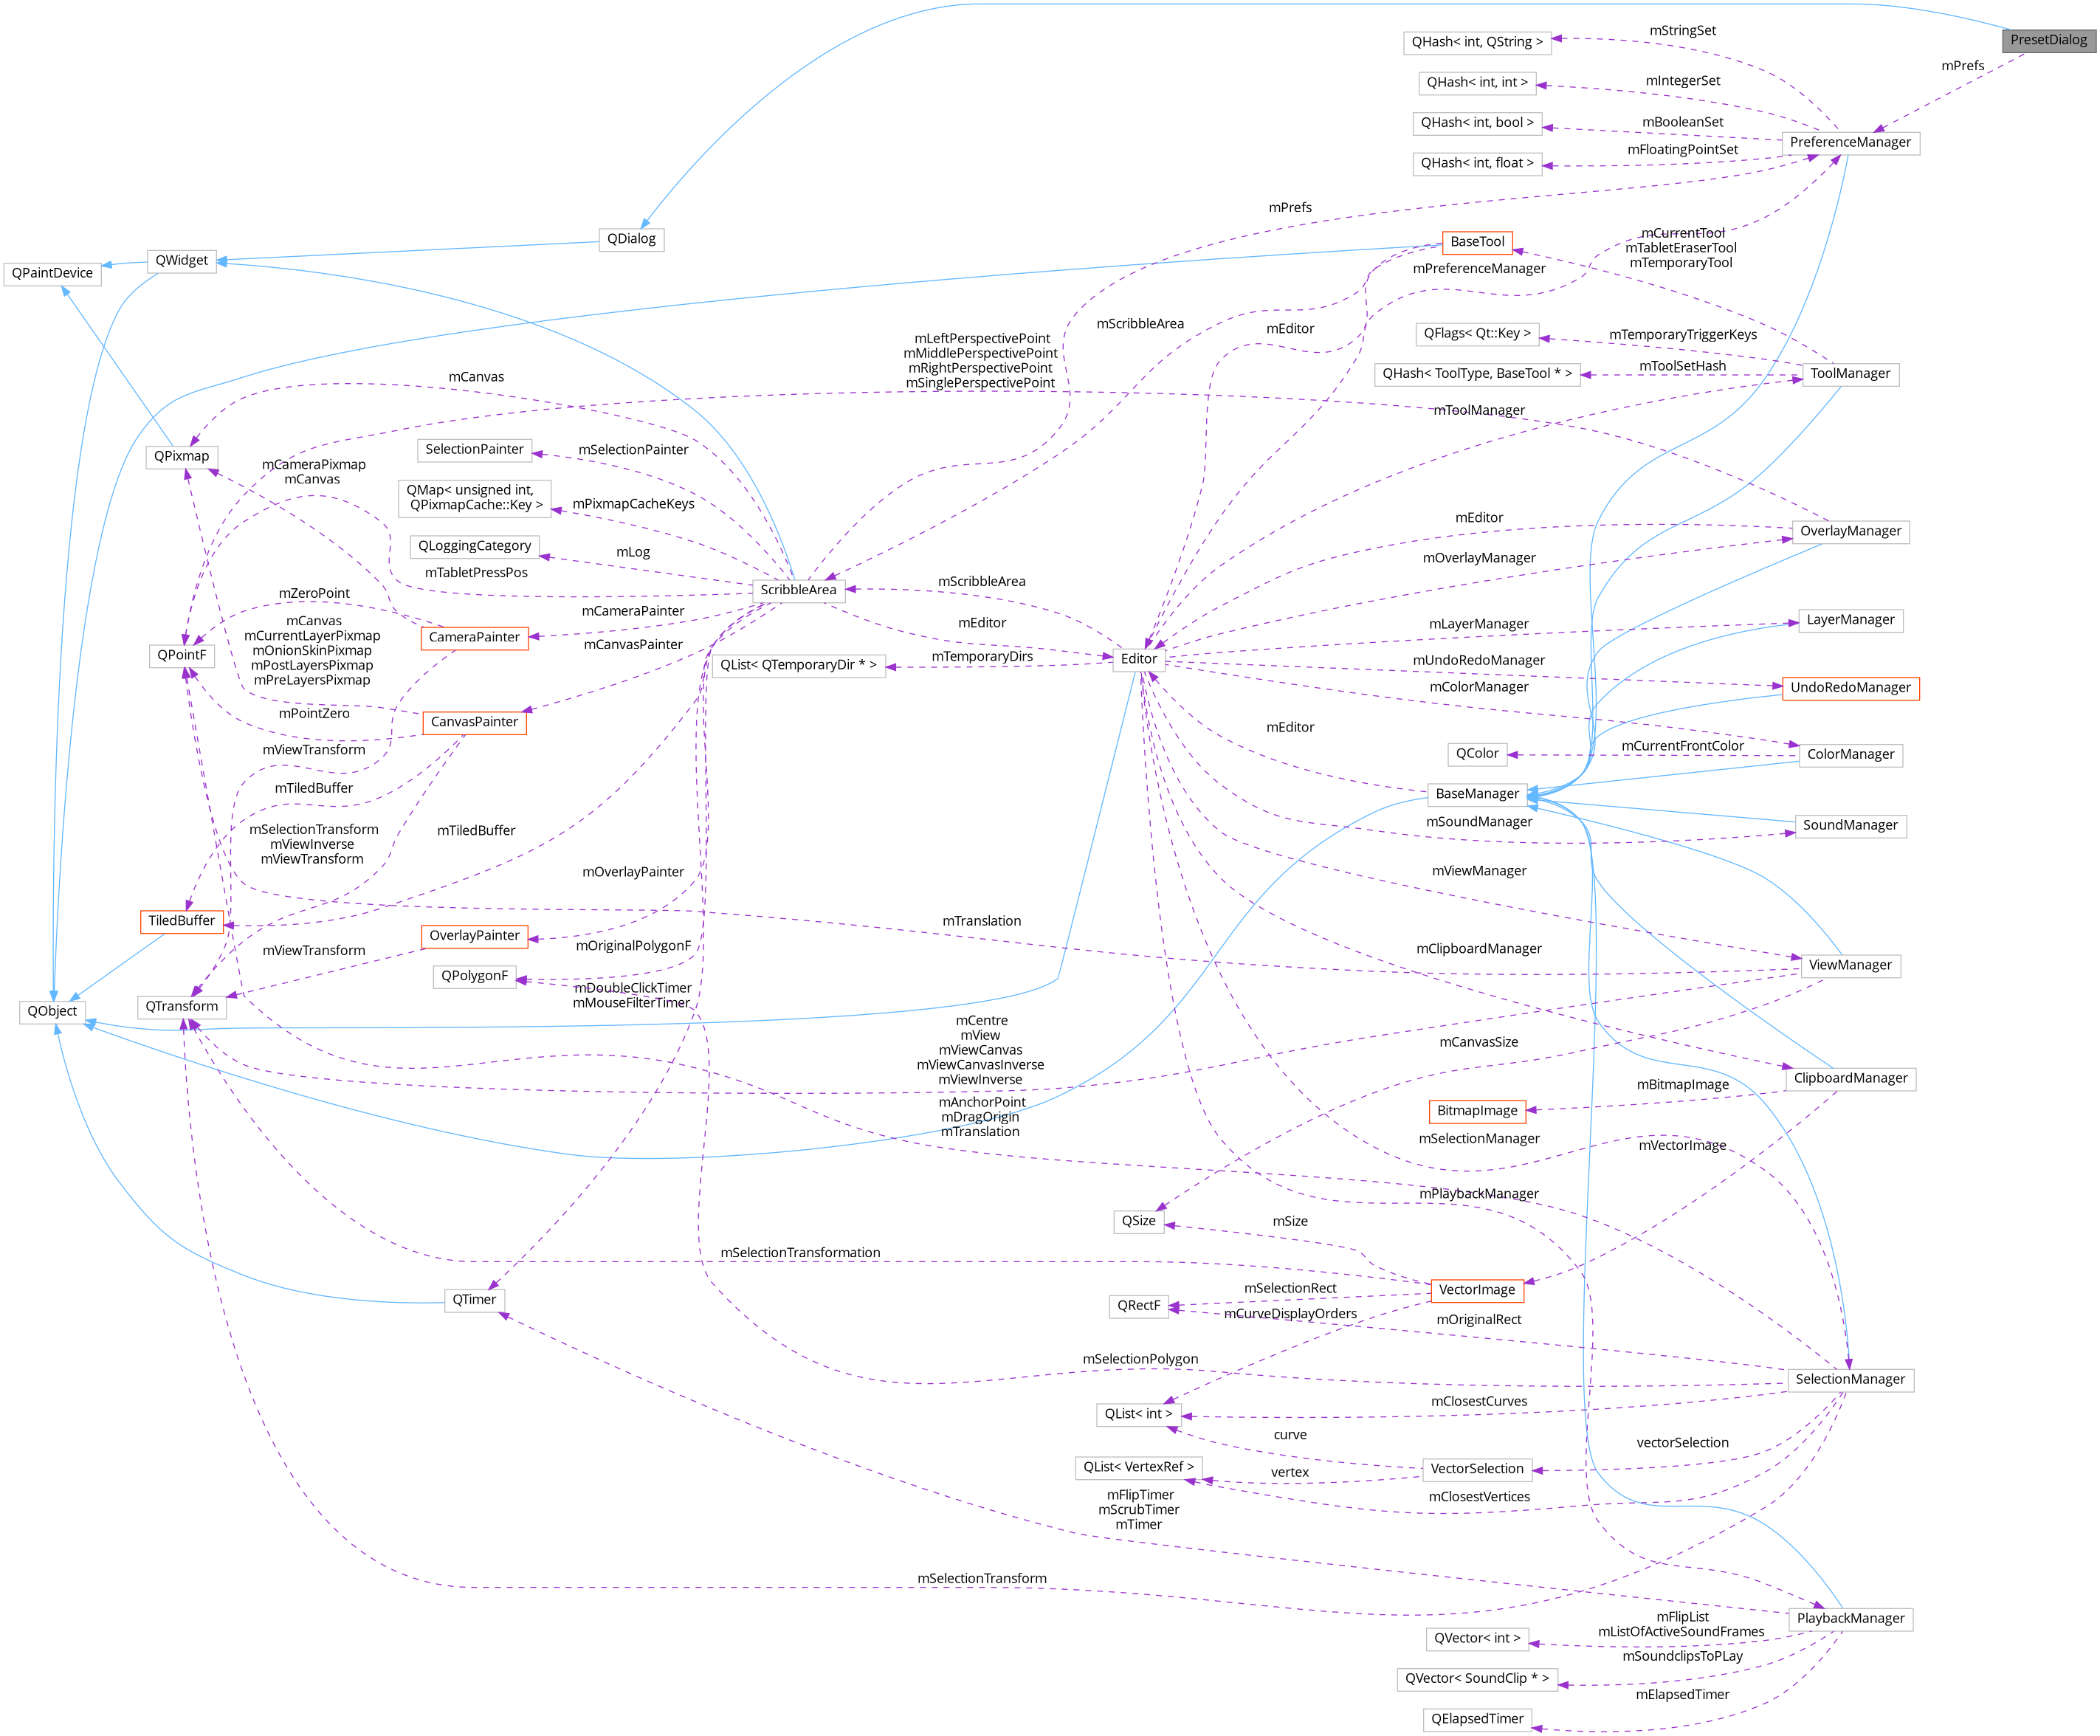 PresetDialog
mPrefs
mStringSet
QHash< int, QString >
mIntegerSet
QHash< int, int >
mBooleanSet
QHash< int, bool >
PreferenceManager
mFloatingPointSet
QHash< int, float >
mPrefs
QDialog
BaseTool
mCurrentTool
mTabletEraserTool
mTemporaryTool
QWidget
QPaintDevice
mPreferenceManager
mScribbleArea
mEditor
QFlags< Qt::Key >
mTemporaryTriggerKeys
mLeftPerspectivePoint
mMiddlePerspectivePoint
mRightPerspectivePoint
mSinglePerspectivePoint
mCanvas
QHash< ToolType, BaseTool * >
mToolSetHash
ToolManager
mToolManager
SelectionPainter
mSelectionPainter
QPixmap
mCameraPixmap
mCanvas
QMap< unsigned int,
QPixmapCache::Key >
mPixmapCacheKeys
mEditor
OverlayManager
QLoggingCategory
mLog
mOverlayManager
mTabletPressPos
mScribbleArea
ScribbleArea
mZeroPoint
mCameraPainter
mEditor
mLayerManager
LayerManager
mCanvas
mCurrentLayerPixmap
mOnionSkinPixmap
mPostLayersPixmap
mPreLayersPixmap
CameraPainter
mCanvasPainter
QPointF
QList< QTemporaryDir * >
mTemporaryDirs
Editor
mUndoRedoManager
UndoRedoManager
mColorManager
mPointZero
CanvasPainter
mEditor
mViewTransform
QColor
mCurrentFrontColor
ColorManager
mTiledBuffer
BaseManager
mSelectionTransform
mViewInverse
mViewTransform
mTiledBuffer
mSoundManager
SoundManager
mOverlayPainter
mViewManager
TiledBuffer
mTranslation
OverlayPainter
mViewTransform
mOriginalPolygonF
mClipboardManager
QPolygonF
ViewManager
mDoubleClickTimer
mMouseFilterTimer
QTransform
QObject
mCentre
mView
mViewCanvas
mViewCanvasInverse
mViewInverse
mCanvasSize
ClipboardManager
mBitmapImage
BitmapImage
mAnchorPoint
mDragOrigin
mTranslation
mSelectionManager
mVectorImage
mPlaybackManager
QSize
mSize
mSelectionTransformation
VectorImage
QTimer
mSelectionRect
QRectF
mCurveDisplayOrders
mOriginalRect
mSelectionPolygon
SelectionManager
mClosestCurves
QList< int >
curve
vectorSelection
QList< VertexRef >
vertex
VectorSelection
mClosestVertices
mFlipTimer
mScrubTimer
mTimer
mSelectionTransform
PlaybackManager
mFlipList
mListOfActiveSoundFrames
QVector< int >
mSoundclipsToPLay
QVector< SoundClip * >
mElapsedTimer
QElapsedTimer